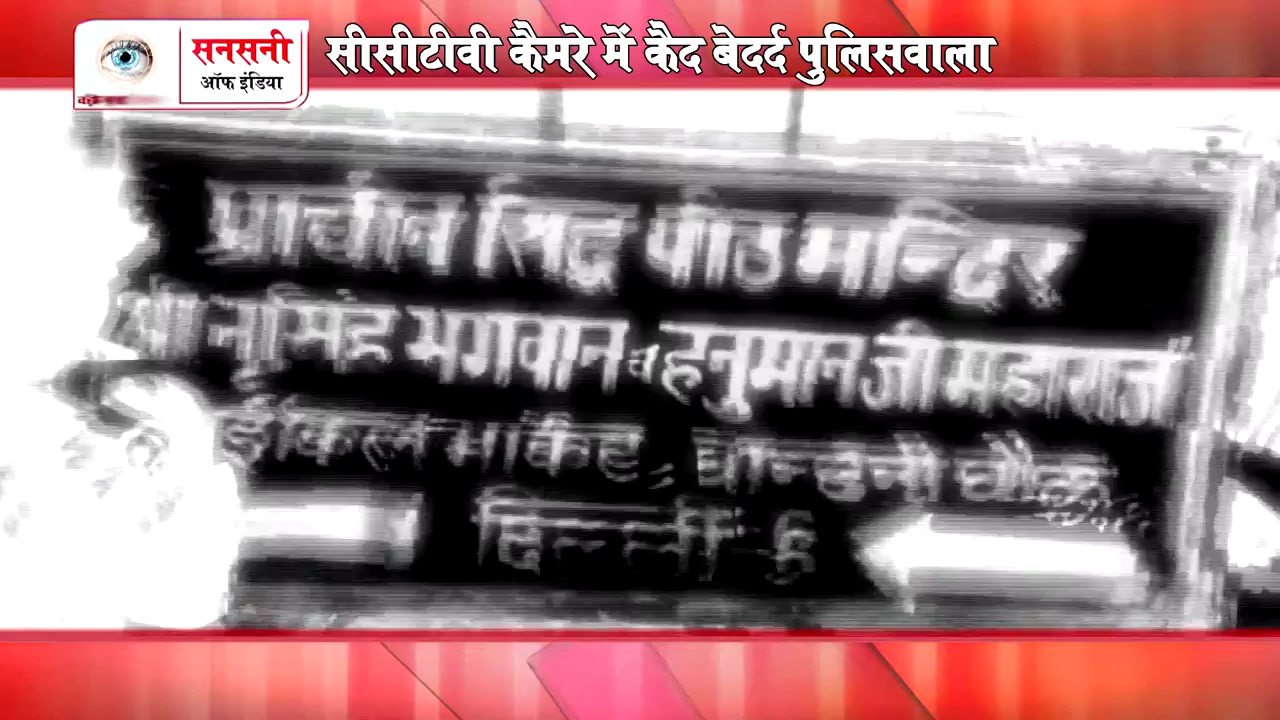 सनसनी
ऑफ इंडिया
सीसीटीवी कैमरे में कैद बेदर्द पुलिसवाला
प्राचीन सिद्ध पीठ मन्दिर
श्री नृसिंह भगवान व हनुमान जी महाराज
मार्केट, चान्दनी चौक
दिल्ली-6